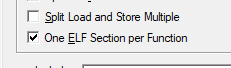 Split Load and Store Multiple
One ELF Section per Function